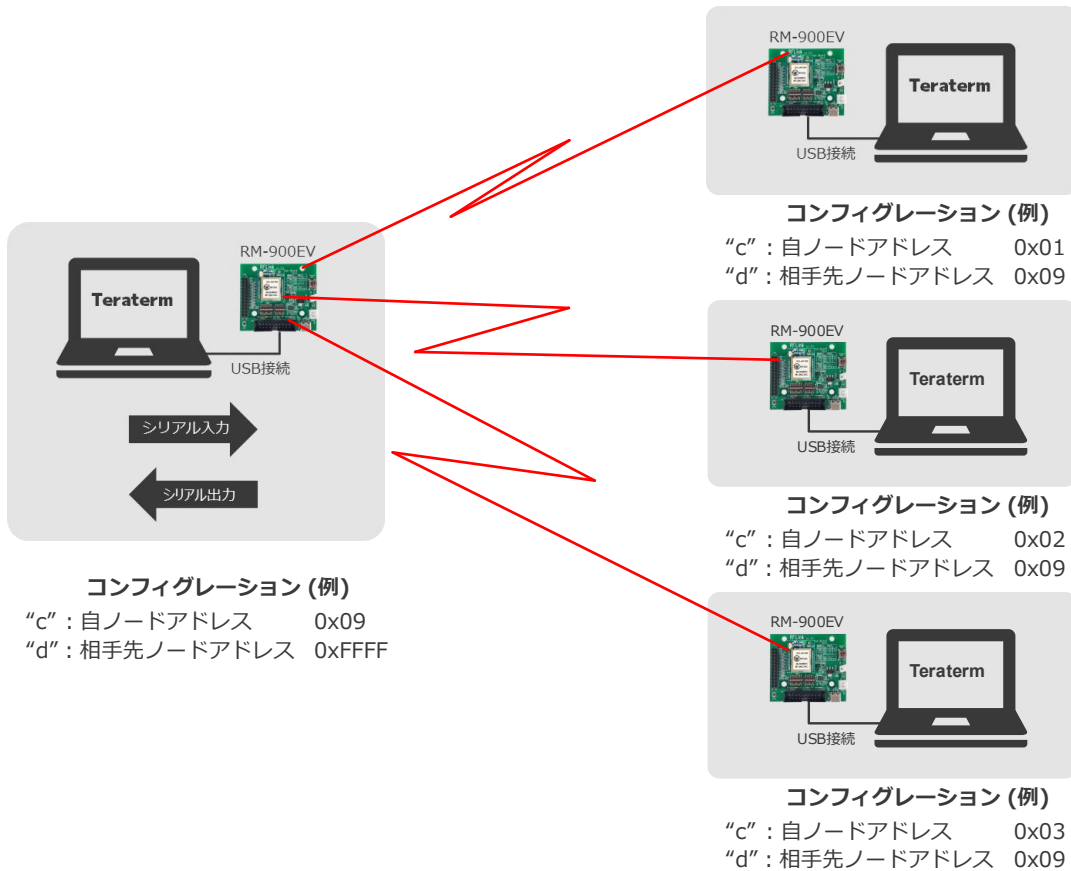 RM-900EV
Teraterm
USB接続
シリアル入力
シリアル出力
コンフィグレーション (例)
“c”：自ノードアドレス 0x09
“d”：相手先ノードアドレス 0xFFFF
RM-900EV
Teraterm
USB接続
コンフィグレーション (例)
“c”：自ノードアドレス 0x01
“d”：相手先ノードアドレス 0x09
RM-900EV
Teraterm
USB接続
コンフィグレーション (例)
“c”：自ノードアドレス 0x02
“d”：相手先ノードアドレス 0x09
RM-900EV
Teraterm
USB接続
コンフィグレーション (例)
“c”：自ノードアドレス 0x03
“d”：相手先ノードアドレス 0x09